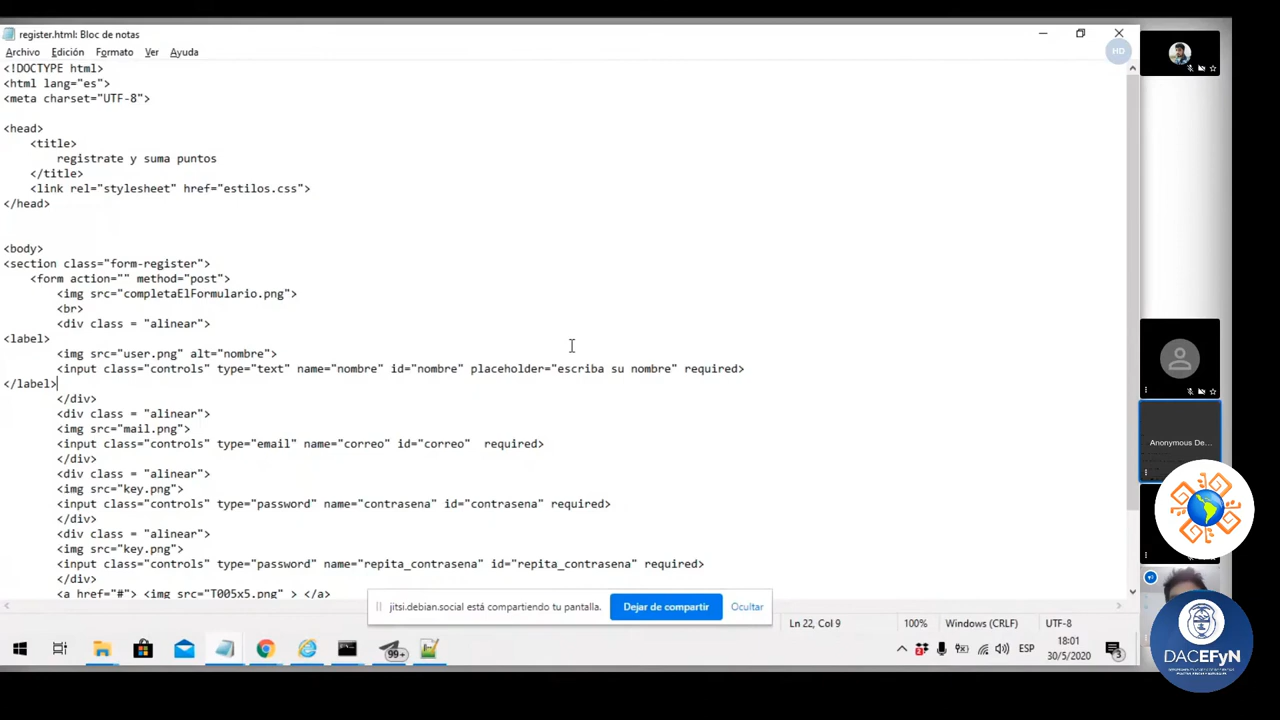 register.html: Bloc de notas
Archivo Edición Formato Ver Ayuda
HD
<!DOCTYPE html>
<html lang="es">
<meta charset="UTF-8">
<head>
<title>
registrate y suma puntos
</title>
<link rel="stylesheet" href="estilos.css">
</head>
<body>
<section class="form-register">
<form action="" method="post">
<img src="completaElFormulario.png">
<br>
<div class = "alinear">
<label>
<img src="user.png" alt="nombre">
<input class="controls" type="text" name="nombre" id="nombre" placeholder="escriba su nombre" required>
</label>
</div>
<div class = "alinear">
<img src="mail.png">
<input class="controls" type="email" name="correo" id="correo"  required>
</div>
<div class = "alinear">
<img src="key.png">
<input class="controls" type="password" name="contrasena" id="contrasena" required>
</div>
<div class = "alinear">
<img src="key.png">
<input class="controls" type="password" name="repita_contrasena" id="repita_contrasena" required>
</div>
<a href="#"> <img src="T005x5.png" > </a>
Anonymous De...
jitsi.debian.social está compartiendo tu pantalla. Dejar de compartir Ocultar
Ln 22, Col 9 100% Windows (CRLF) UTF-8
99+
2
ESP
18:01
30/5/2020
3
DACEFyN